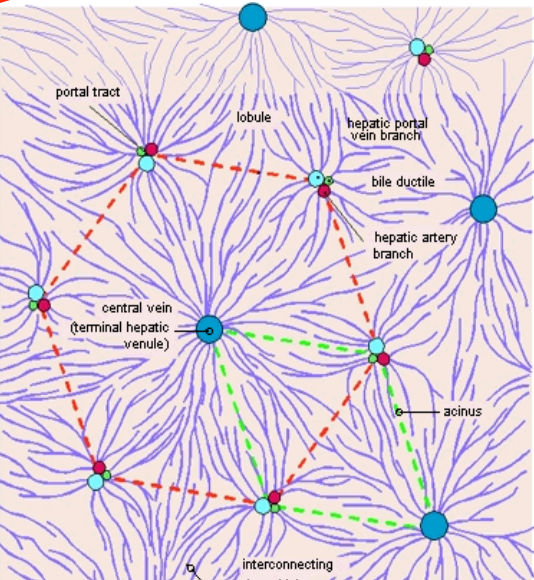 portal tract
lobule
hepatic portal
vein branch
bile ductile
hepatic artery
branch
central vein
(terminal hepatic
venule)
acinus
interconnecting